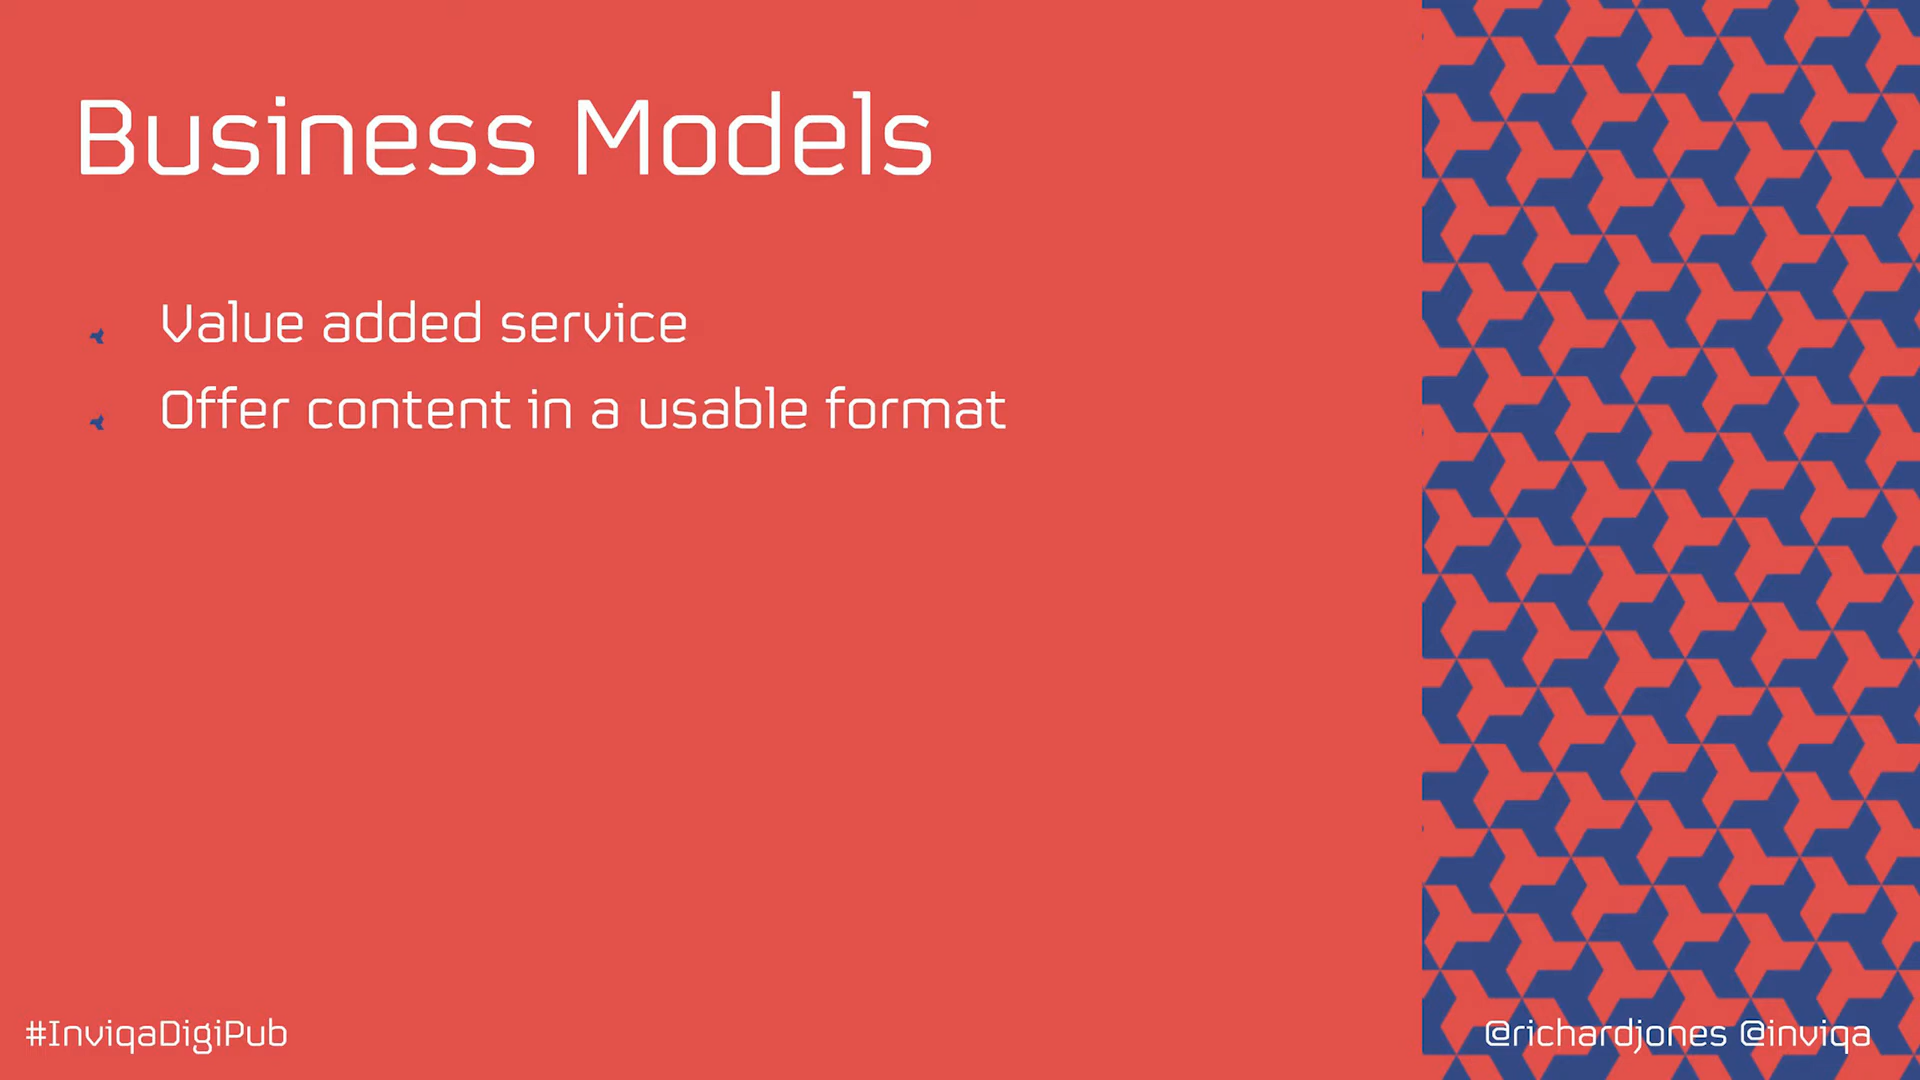 Business Models
Value added service
Offer content in a usable format
#InviqaDigiPub
@richardjones @inviqa